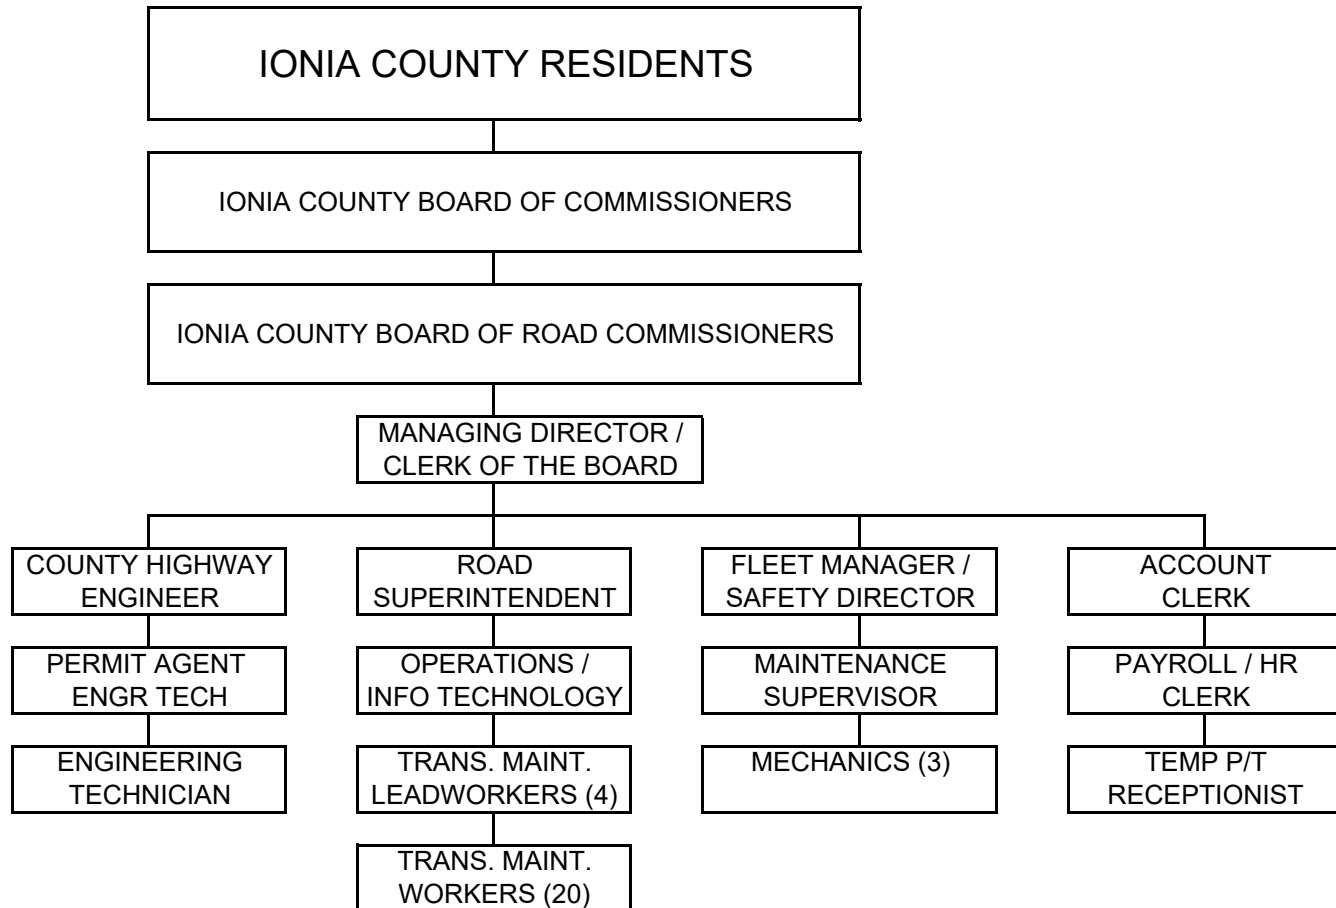 IONIA COUNTY RESIDENTS
IONIA COUNTY BOARD OF COMMISSIONERS
IONIA COUNTY BOARD OF ROAD COMMISSIONERS
MANAGING DIRECTOR /
CLERK OF THE BOARD
COUNTY HIGHWAY
ENGINEER
ROAD
SUPERINTENDENT
FLEET MANAGER /
SAFETY DIRECTOR
ACCOUNT
CLERK
PERMIT AGENT
ENGR TECH
OPERATIONS /
INFO TECHNOLOGY
MAINTENANCE
SUPERVISOR
PAYROLL / HR
CLERK
ENGINEERING
TECHNICIAN
TRANS. MAINT.
LEADWORKERS (4)
MECHANICS (3)
TEMP P/T
RECEPTIONIST
TRANS. MAINT.
WORKERS (20)